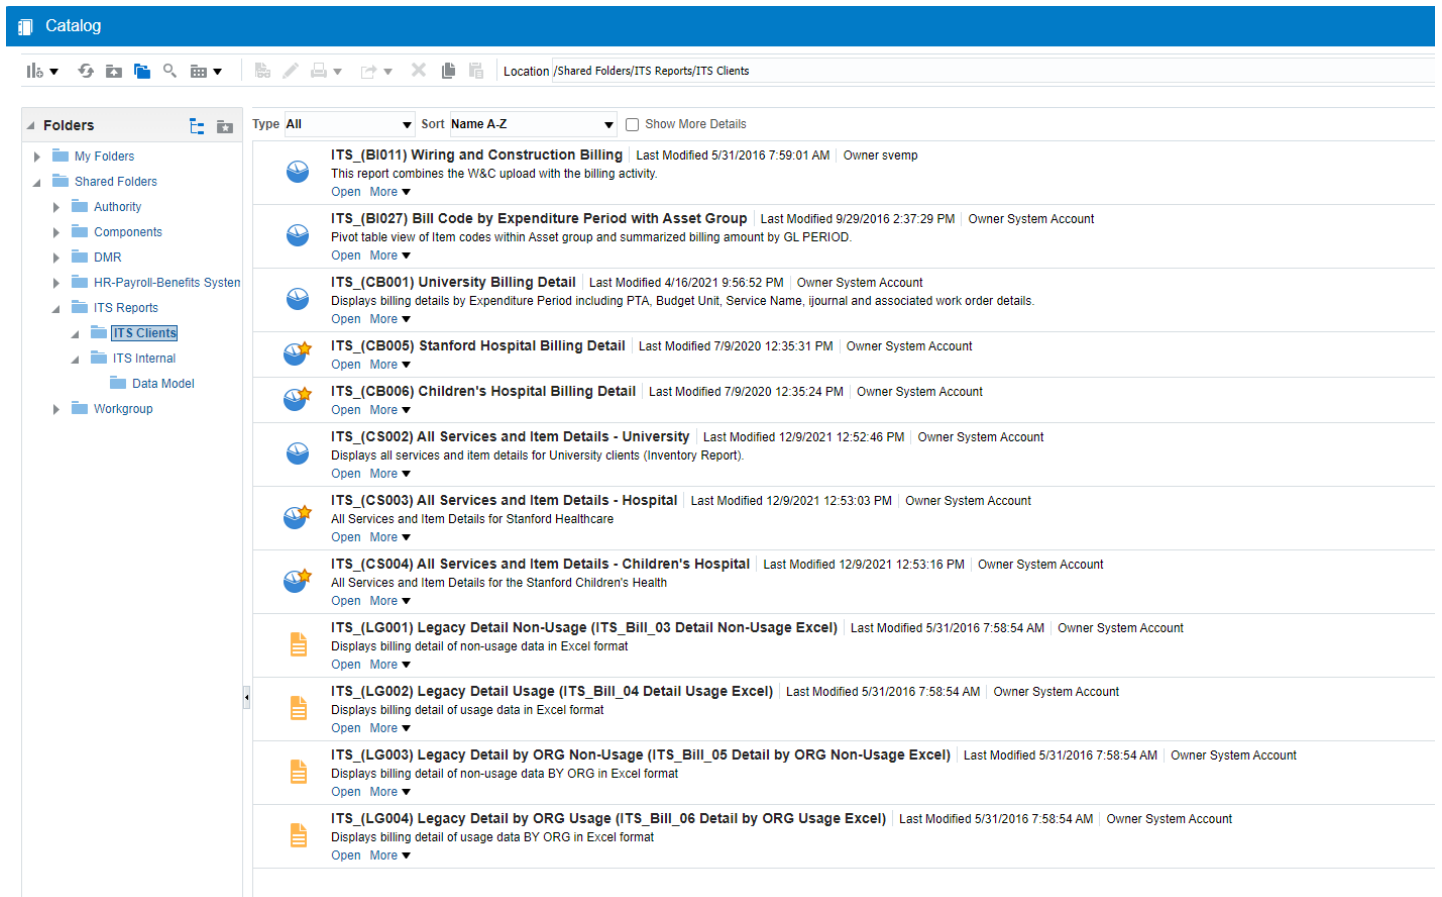 Catalog
Location /Shared Folders/ITS Reports/ITS Clients
Folders
My Folders
Shared Folders
Authority
Components
DMR
HR-Payroll-Benefits System
ITS Reports
ITS Clients
ITS Internal
Data Model
Workgroup
Type All Sort Name A-Z Show More Details
ITS_(BI011) Wiring and Construction Billing Last Modified 5/31/2016 7:59:01 AM Owner svemp
This report combines the W&C upload with the billing activity.
Open More
ITS_(BI027) Bill Code by Expenditure Period with Asset Group Last Modified 9/29/2016 2:37:29 PM Owner System Account
Pivot table view of Item codes within Asset group and summarized billing amount by GL PERIOD.
Open More
ITS_(CB001) University Billing Detail Last Modified 4/16/2021 9:56:52 PM Owner System Account
Displays billing details by Expenditure Period including PTA, Budget Unit, Service Name, ijournal and associated work order details.
Open More
ITS_(CB005) Stanford Hospital Billing Detail Last Modified 7/9/2020 12:35:31 PM Owner System Account
Open More
ITS_(CB006) Children's Hospital Billing Detail Last Modified 7/9/2020 12:35:24 PM Owner System Account
Open More
ITS_(CS002) All Services and Item Details - University Last Modified 12/9/2021 12:52:46 PM Owner System Account
Displays all services and item details for University clients (Inventory Report).
Open More
ITS_(CS003) All Services and Item Details - Hospital Last Modified 12/9/2021 12:53:03 PM Owner System Account
All Services and Item Details for Stanford Healthcare
Open More
ITS_(CS004) All Services and Item Details - Children's Hospital Last Modified 12/9/2021 12:53:16 PM Owner System Account
All Services and Item Details for the Stanford Children's Health
Open More
ITS_(LG001) Legacy Detail Non-Usage (ITS_Bill_03 Detail Non-Usage Excel) Last Modified 5/31/2016 7:58:54 AM Owner System Account
Displays billing detail of non-usage data in Excel format
Open More
ITS_(LG002) Legacy Detail Usage (ITS_Bill_04 Detail Usage Excel) Last Modified 5/31/2016 7:58:54 AM Owner System Account
Displays billing detail of usage data in Excel format
Open More
ITS_(LG003) Legacy Detail by ORG Non-Usage (ITS_Bill_05 Detail by ORG Non-Usage Excel) Last Modified 5/31/2016 7:58:54 AM Owner System Account
Displays billing detail of non-usage data BY ORG in Excel format
Open More
ITS_(LG004) Legacy Detail by ORG Usage (ITS_Bill_06 Detail by ORG Usage Excel) Last Modified 5/31/2016 7:58:54 AM Owner System Account
Displays billing detail of usage data BY ORG in Excel format
Open More